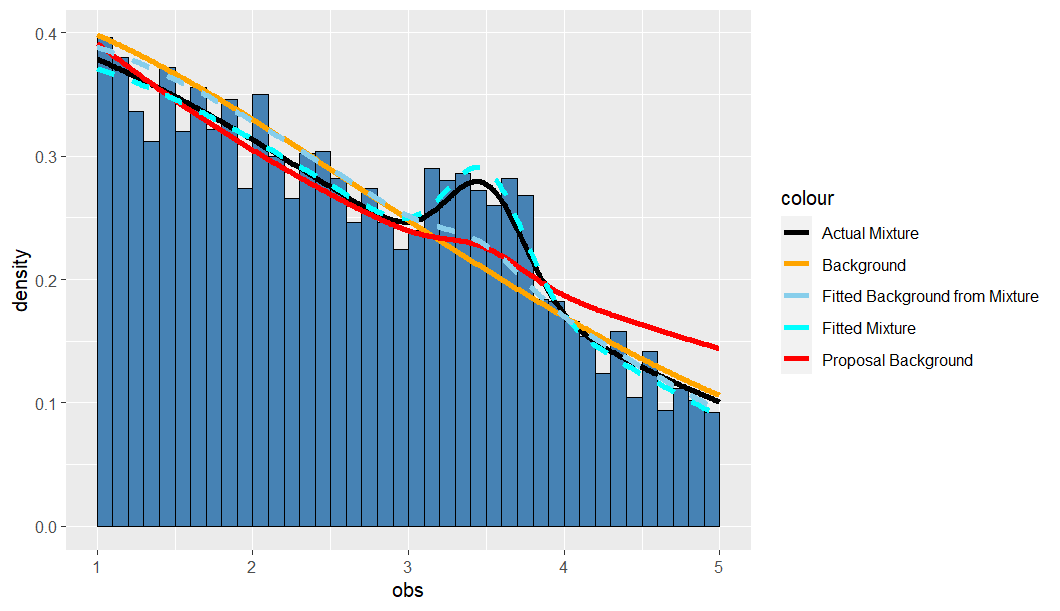 0.4
0.3
0.2
0.1
0.0
density
1
2
3
4
5
obs
colour
Actual Mixture
Background
Fitted Background from Mixture
Fitted Mixture
Proposal Background